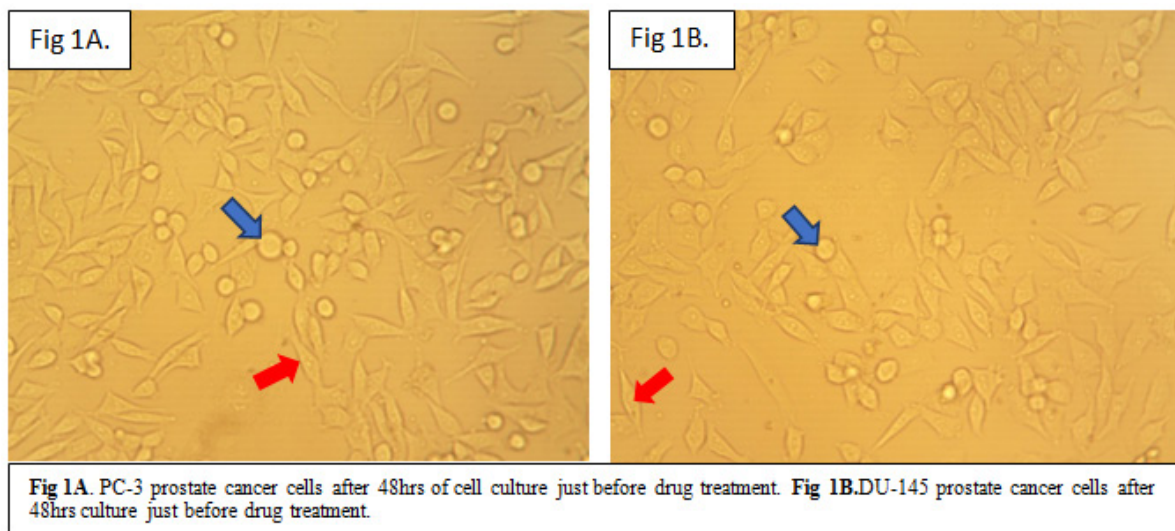 Fig 1A.
Fig 1B.
Fig 1A. PC-3 prostate cancer cells after 48hrs of cell culture just before drug treatment. Fig 1B.DU-145 prostate cancer cells after
48hrs culture just before drug treatment.